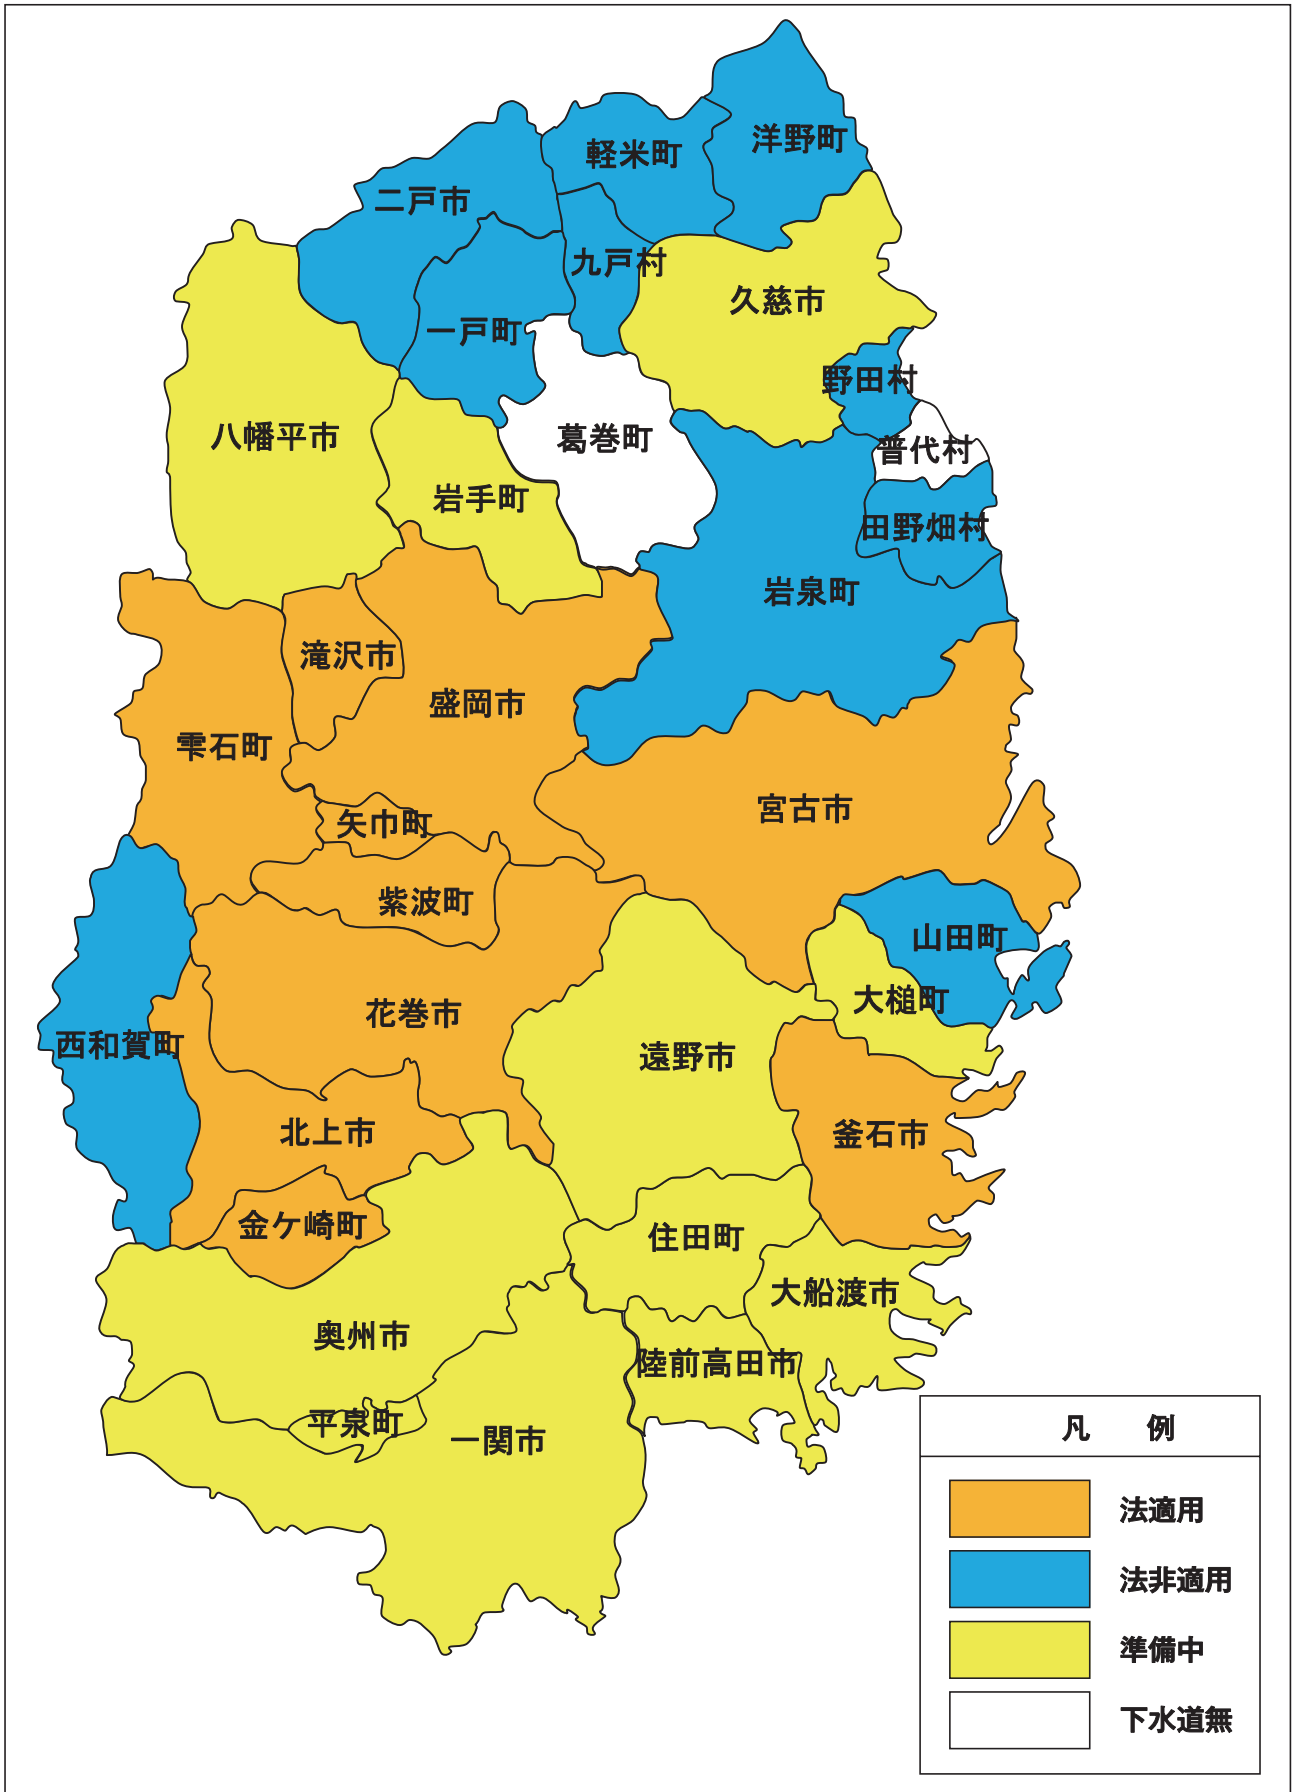 洋野町
軽米町
二戸市
九戸村
久慈市
一戸町
野田村
八幡平市
葛巻町
普代村
岩手町
田野畑村
岩泉町
滝沢市
盛岡市
雫石町
宮古市
矢巾町
紫波町
山田町
大槌町
花巻市
西和賀町
遠野市
北上市
釜石市
金ケ崎町
住田町
大船渡市
奥州市
陸前高田市
平泉町
一関市
凡 例
法適用
法非適用
準備中
下水道無